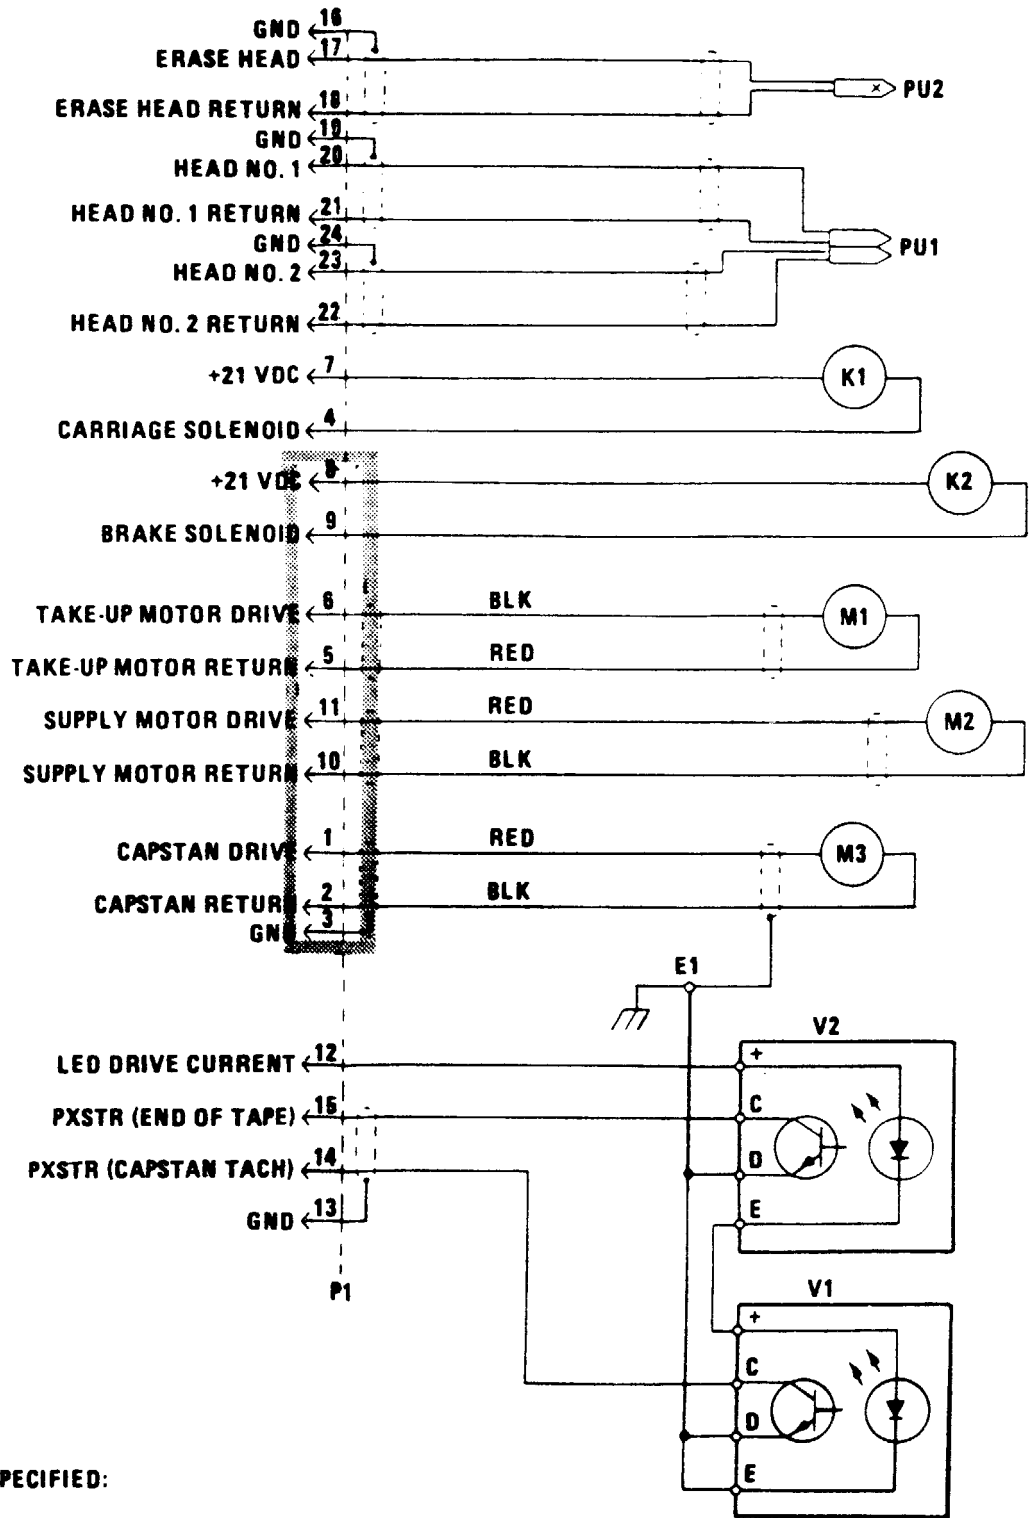 16
GND
17
ERASE HEAD
PU2
18
ERASE HEAD RETURN
19
GND
20
HEAD NO. 1
21
HEAD NO. 1 RETURN
24
GND
PU1
23
HEAD NO. 2
22
HEAD NO. 2 RETURN
7
+21 VDC
K1
4
CARRIAGE SOLENOID
8
+21 VDC
K2
9
BRAKE SOLENOID
6
BLK
TAKE-UP MOTOR DRIVE
M1
5
RED
TAKE-UP MOTOR RETURN
11
RED
SUPPLY MOTOR DRIVE
M2
10
BLK
SUPPLY MOTOR RETURN
1
RED
CAPSTAN DRIVE
M3
2
BLK
CAPSTAN RETURN
3
GN
E1
V2
12
LED DRIVE CURRENT
+
15
PXSTR (END OF TAPE)
C
14
PXSTR (CAPSTAN TACH)
D
13
GND
E
P1
V1
+
C
D
E
PECIFIED: